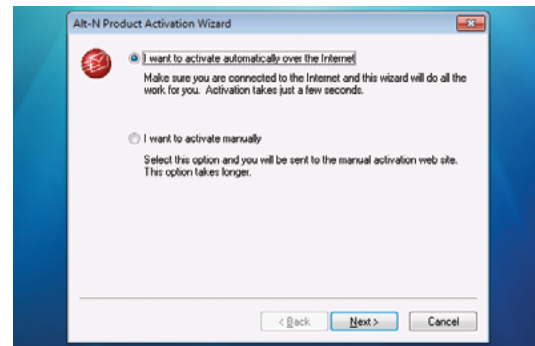 Alt-N Product Activation Wizard
I want to activate automatically over the Internet
Make sure you are connected to the Internet and this wizard will do all the
work for you. Activation takes just a few seconds.
I want to activate manually
Select this option and you will be sent to the manual activation web site.
This option takes longer.
< Back Next > Cancel